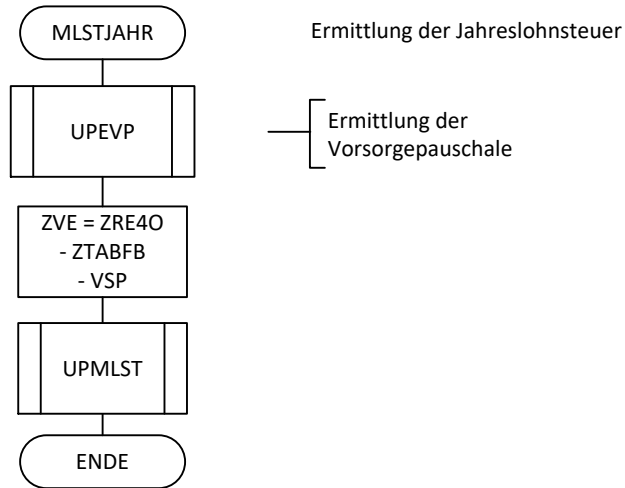 MLSTJAHR
Ermittlung der Jahreslohnsteuer
UPEVP
Ermittlung der
Vorsorgepauschale
ZVE = ZRE4O
- ZTABFB
- VSP
UPMLST
ENDE